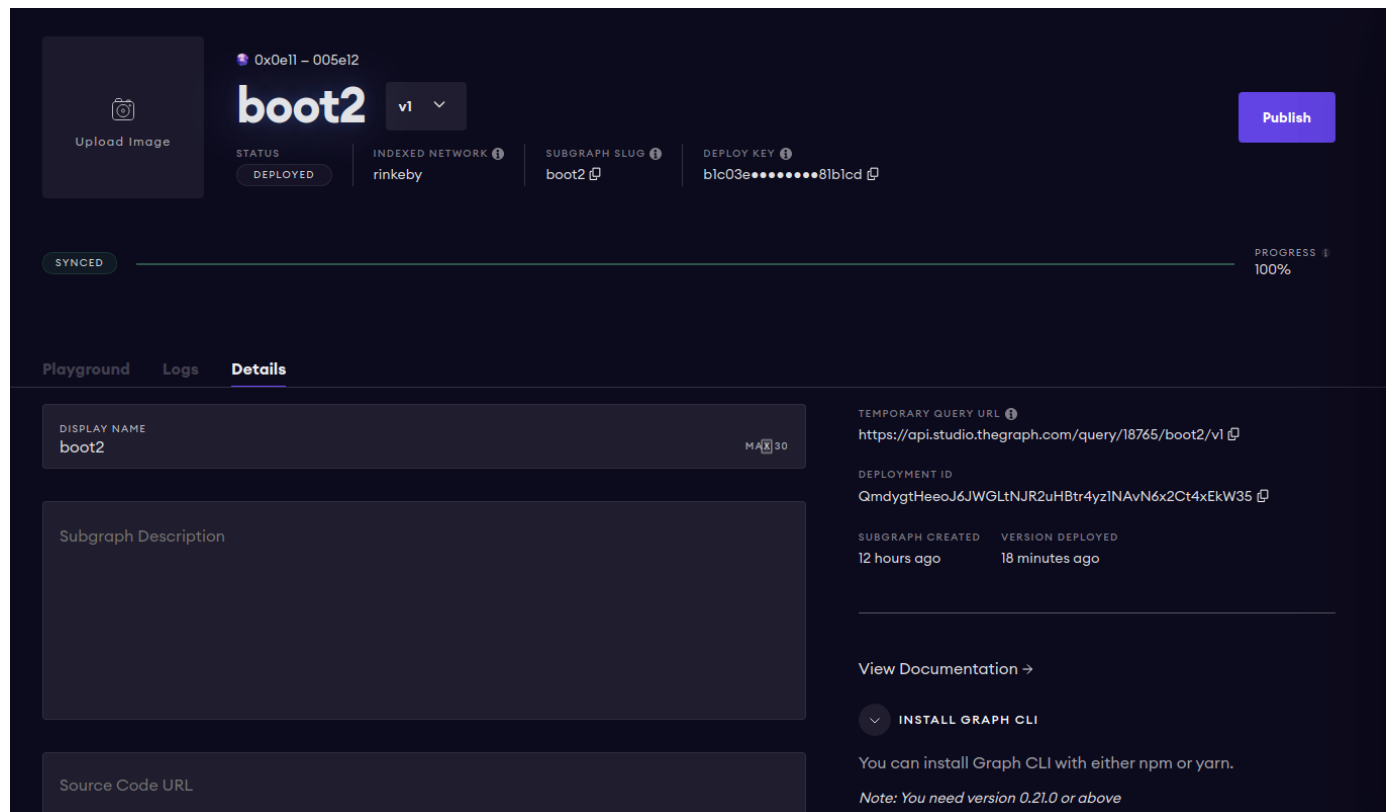 0x0e11 – 005e12
boot2
v1
Publish
Upload Image
STATUS
INDEXED NETWORK
SUBGRAPH SLUG
DEPLOY KEY
DEPLOYED
rinkeby
boot2
b1c03e●●●●●●●●81b1cd
SYNCED
PROGRESS
100%
Playground Logs Details
DISPLAY NAME
boot2
MAX 30
Subgraph Description
Source Code URL
TEMPORARY QUERY URL
https://api.studio.thegraph.com/query/18765/boot2/v1
DEPLOYMENT ID
QmdygtHeeoJ6JWGLtNJR2uHBtr4yz1NAvN6x2Ct4xEkW35
SUBGRAPH CREATED VERSION DEPLOYED
12 hours ago 18 minutes ago
View Documentation →
INSTALL GRAPH CLI
You can install Graph CLI with either npm or yarn.
Note: You need version 0.21.0 or above